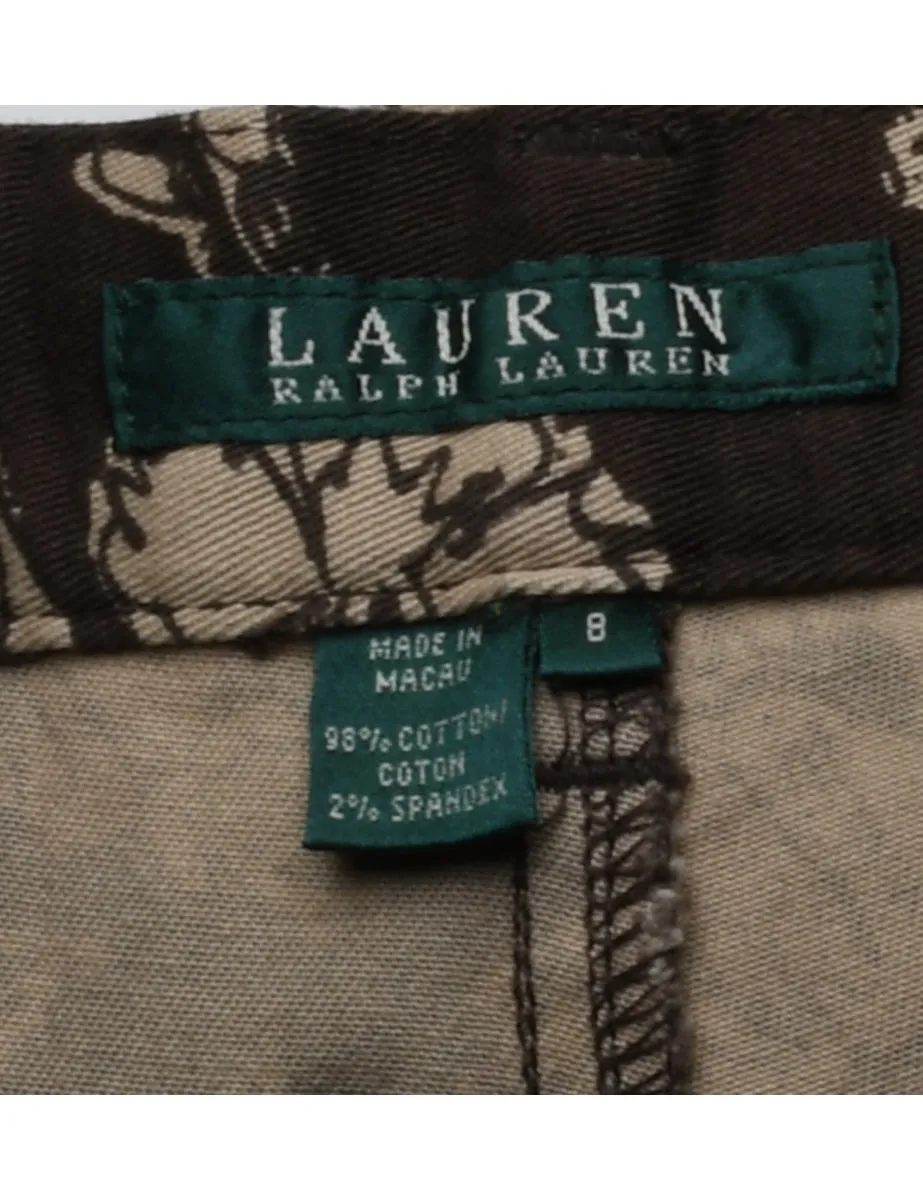 LAUREN
RALPH LAUREN
8
MADE IN
MACAU
98% COTTON/
COTON
2% SPANDEX